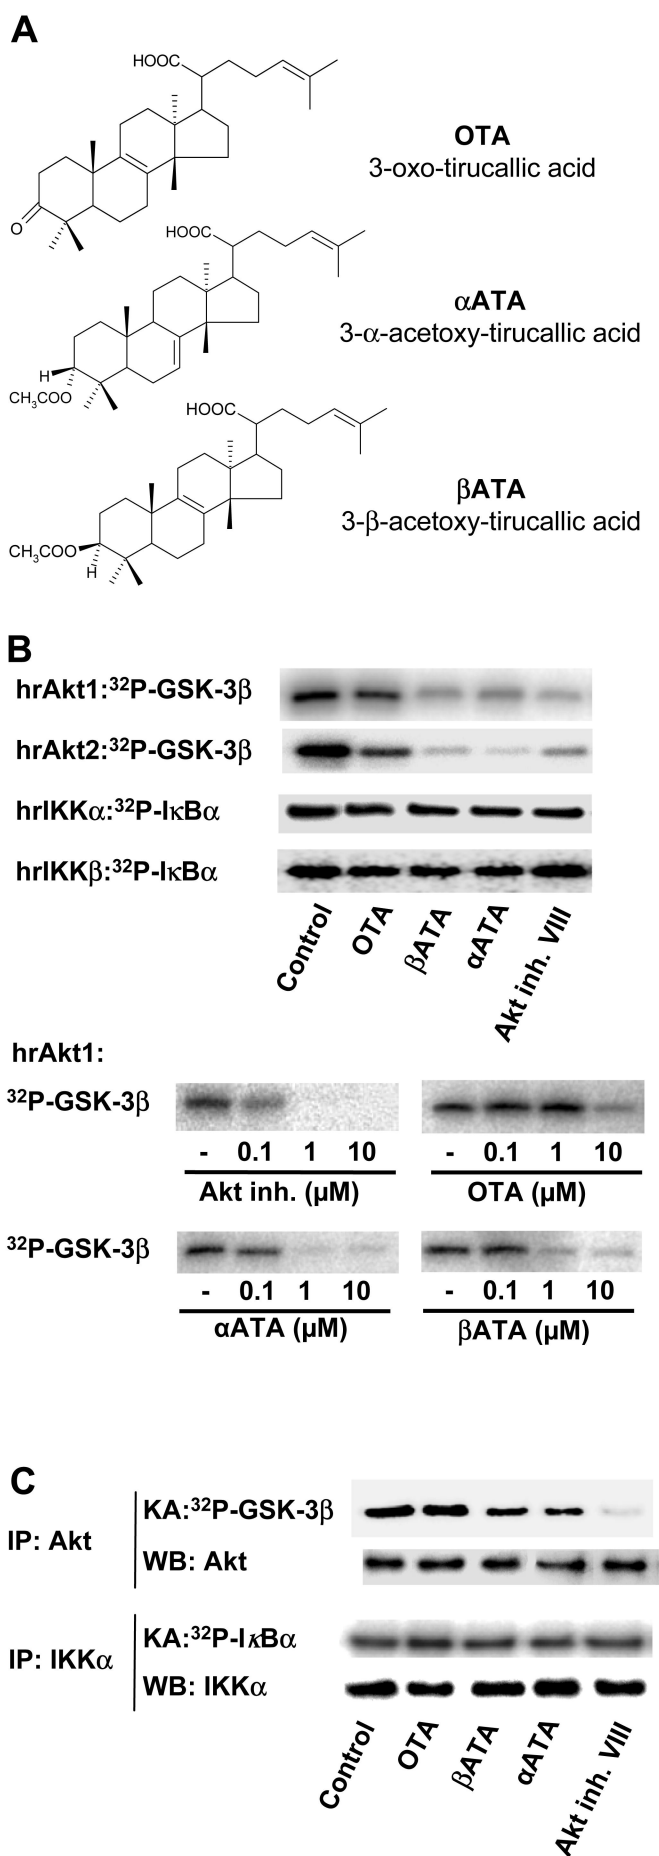 A
HOOC
OTA
3-oxo-tirucallic acid
O
HOOC
αATA
3-α-acetoxy-tirucallic acid
H
CH₃COO
HOOC
βATA
3-β-acetoxy-tirucallic acid
CH₃COO
H
B
hrAkt1:³²P-GSK-3β
hrAkt2:³²P-GSK-3β
hrIKKα:³²P-IκBα
hrIKKβ:³²P-IκBα
Control OTA βATA αATA Akt inh. VIII
hrAkt1:
³²P-GSK-3β
- 0.1 1 10 - 0.1 1 10
Akt inh. (µM) OTA (µM)
³²P-GSK-3β
- 0.1 1 10 - 0.1 1 10
αATA (µM) βATA (µM)
C
IP: Akt
KA:³²P-GSK-3β
WB: Akt
IP: IKKα
KA:³²P-IκBα
WB: IKKα
Control OTA βATA αATA Akt inh. VIII